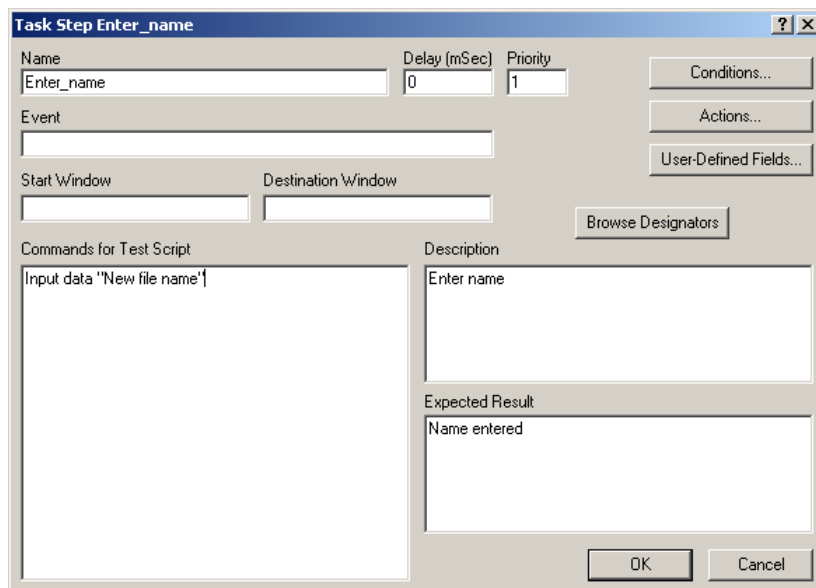 Task Step Enter_name
Name
Delay (mSec)
Priority
Enter_name
0
1
Conditions...
Event
Actions...
User-Defined Fields...
Start Window
Destination Window
Browse Designators
Commands for Test Script
Description
Input data "New file name"
Enter name
Expected Result
Name entered
OK
Cancel